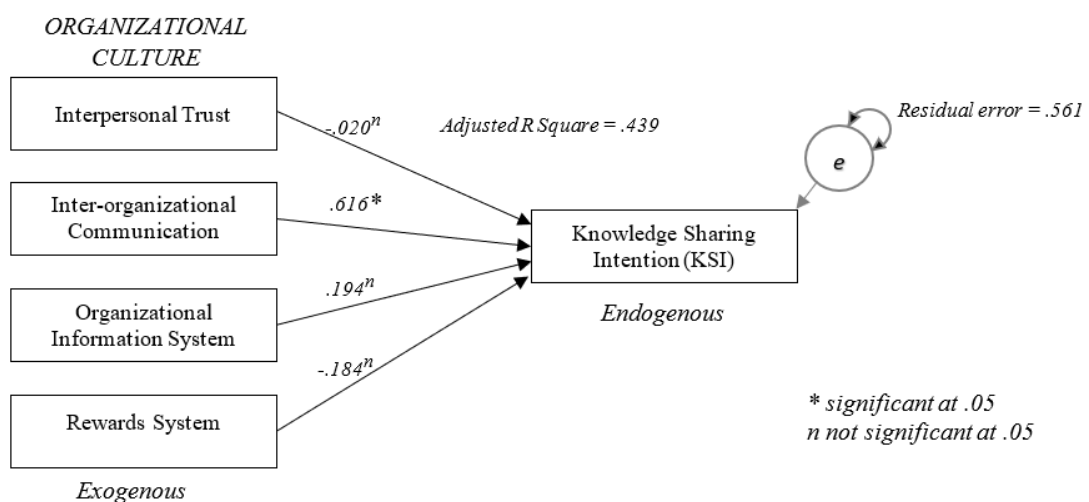 ORGANIZATIONAL
CULTURE
Interpersonal Trust
-.020ⁿ
Adjusted R Square = .439
Residual error = .561
e
Inter-organizational
Communication
.616*
Knowledge Sharing
Intention (KSI)
Endogenous
Organizational
Information System
.194ⁿ
-.184ⁿ
Rewards System
Exogenous
* significant at .05
n not significant at .05